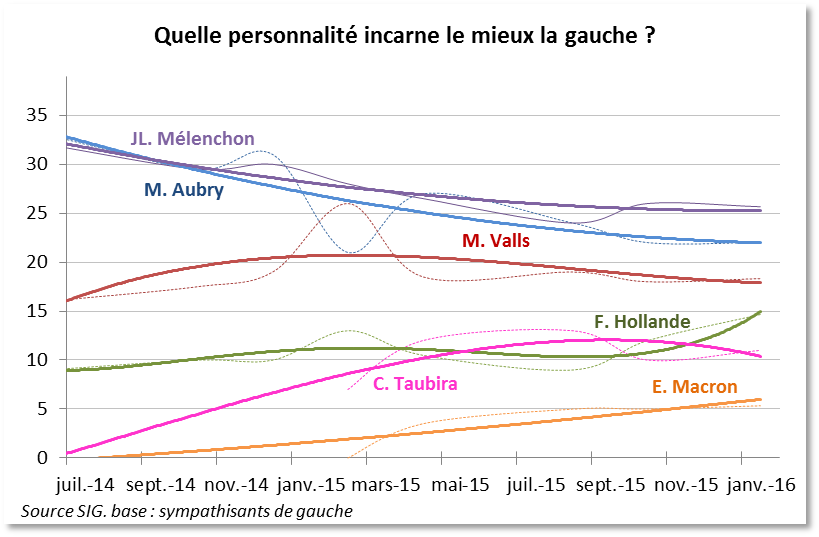 Quelle personnalité incarne le mieux la gauche ?
35
JL. Mélenchon
30
M. Aubry
25
M. Valls
20
15
F. Hollande
10
C. Taubira
E. Macron
5
0
juil.-14 sept.-14 nov.-14 janv.-15 mars-15 mai-15 juil.-15 sept.-15 nov.-15 janv.-16
Source SIG. base : sympathisants de gauche